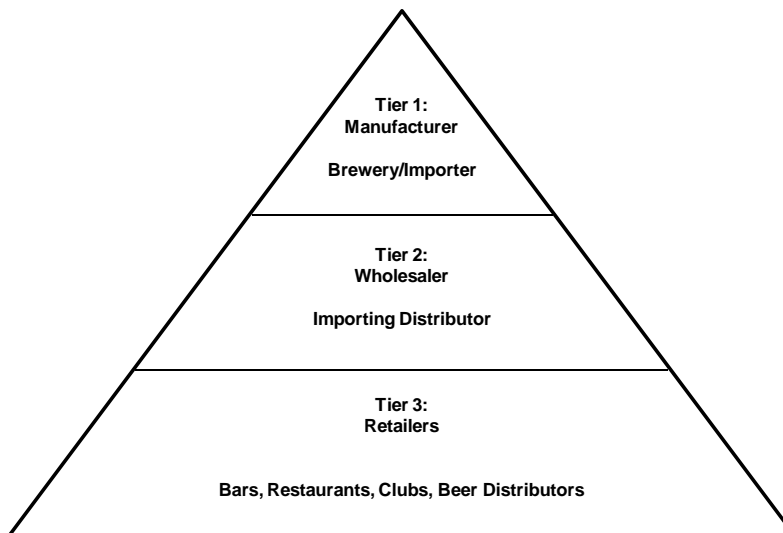 Tier 1:
Manufacturer
Brewery/Importer
Tier 2:
Wholesaler
Importing Distributor
Tier 3:
Retailers
Bars, Restaurants, Clubs, Beer Distributors